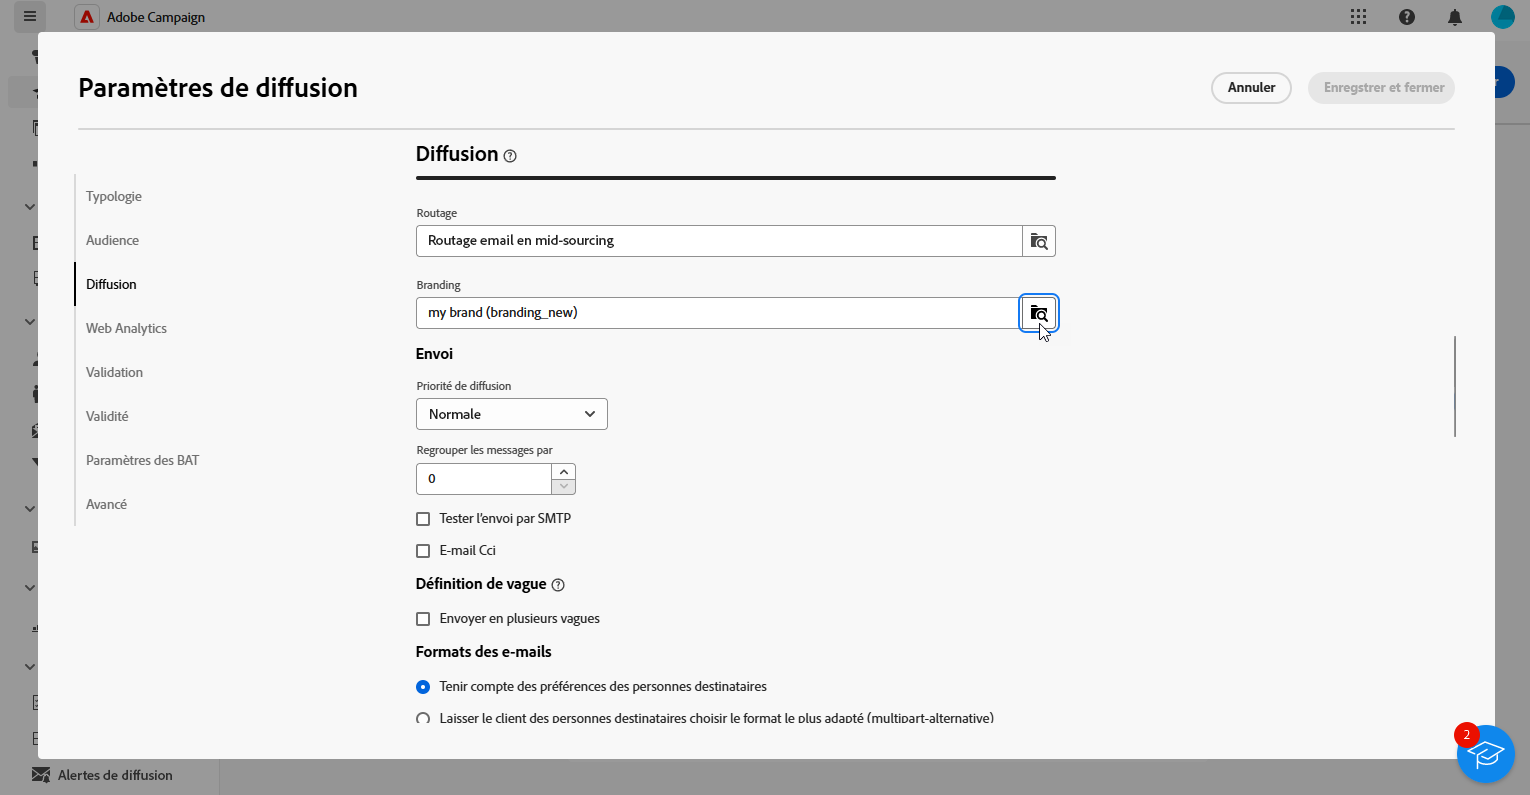 Adobe Campaign
Paramètres de diffusion
Annuler
Enregstrer et fermer
r
Diffusion
Typologie
Audience
Diffusion
Web Analytics
Validation
Validité
Paramètres des BAT
Avancé
Routage
Routage email en mid-sourcing
Branding
my brand (branding_new)
Envoi
Priorité de diffusion
Normale
Regrouper les messages par
0
Tester l'envoi par SMTP
E-mail Cci
Définition de vague
Envoyer en plusieurs vagues
Formats des e-mails
Tenir compte des préférences des personnes destinataires
Laisser le client des personnes destinataires choisir le format le plus adapté (multipart-alternative)
2
Alertes de diffusion